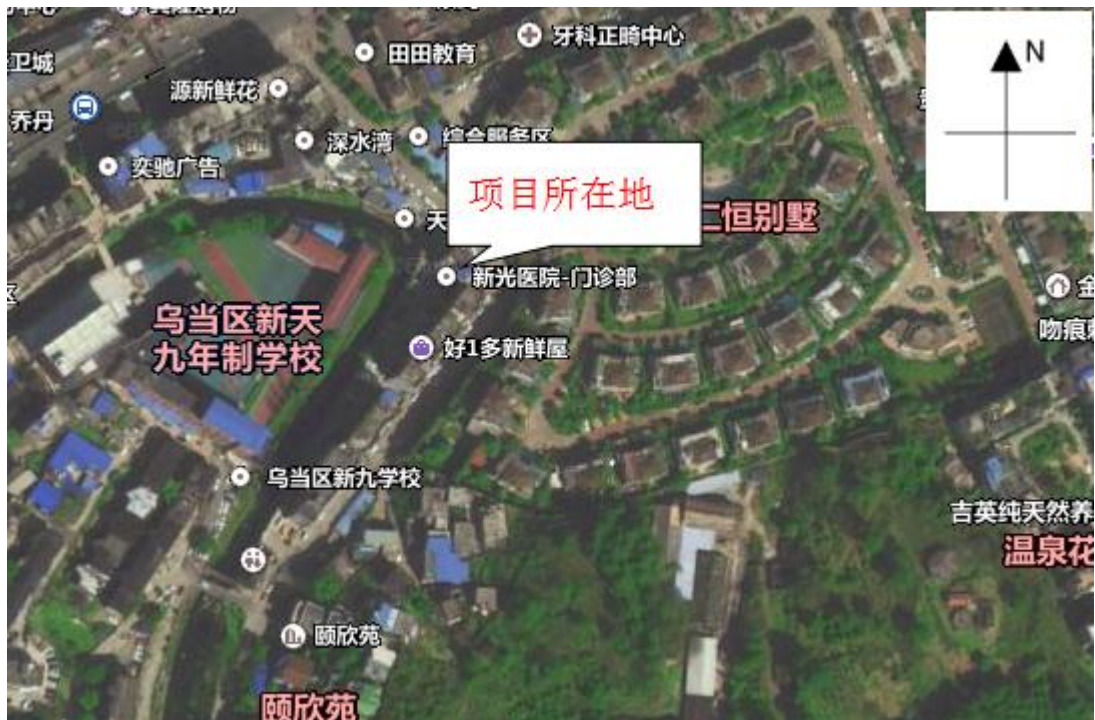 田田教育
牙科正畸中心
N
卫城
源新鲜花
乔丹
深水湾
综合服务区
奕驰广告
项目所在地
天
仁恒别墅
新光医院-门诊部
金
区
乌当区新天
九年制学校
吻痕
好1多新鲜屋
乌当区新九学校
吉英纯天然养
温泉花
颐欣苑
颐欣苑